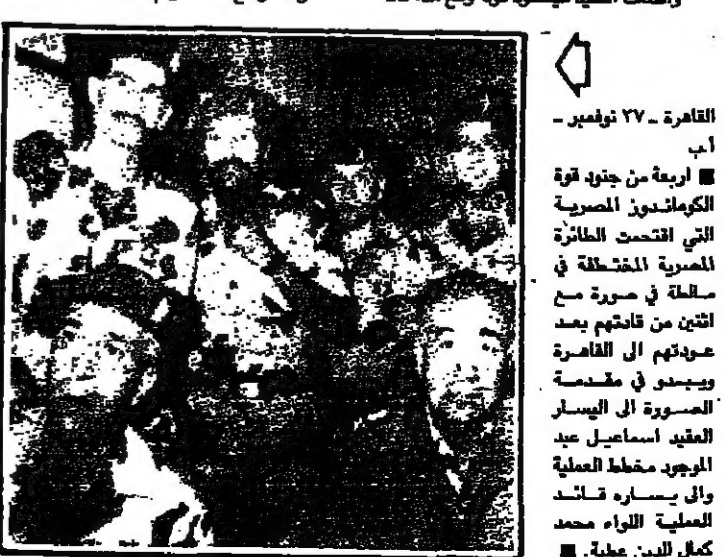 القاهرة ـ ٢٧ نوفمبر ـ
أ ب
■ اربعة من جنود قوة
الكوماندوز المصرية
التي اقتحمت الطائرة
المصرية المختطفة في
مالطة في صورة مع
اثنين من قادتهم بعد
عودتهم الى القاهرة
ويبدو في مقدمة
الصورة الى اليسار
العقيد اسماعيل عبد
الموجود مخطط العملية
والى يساره قائد
العملية اللواء محمد
كمال الدين عطية. ■